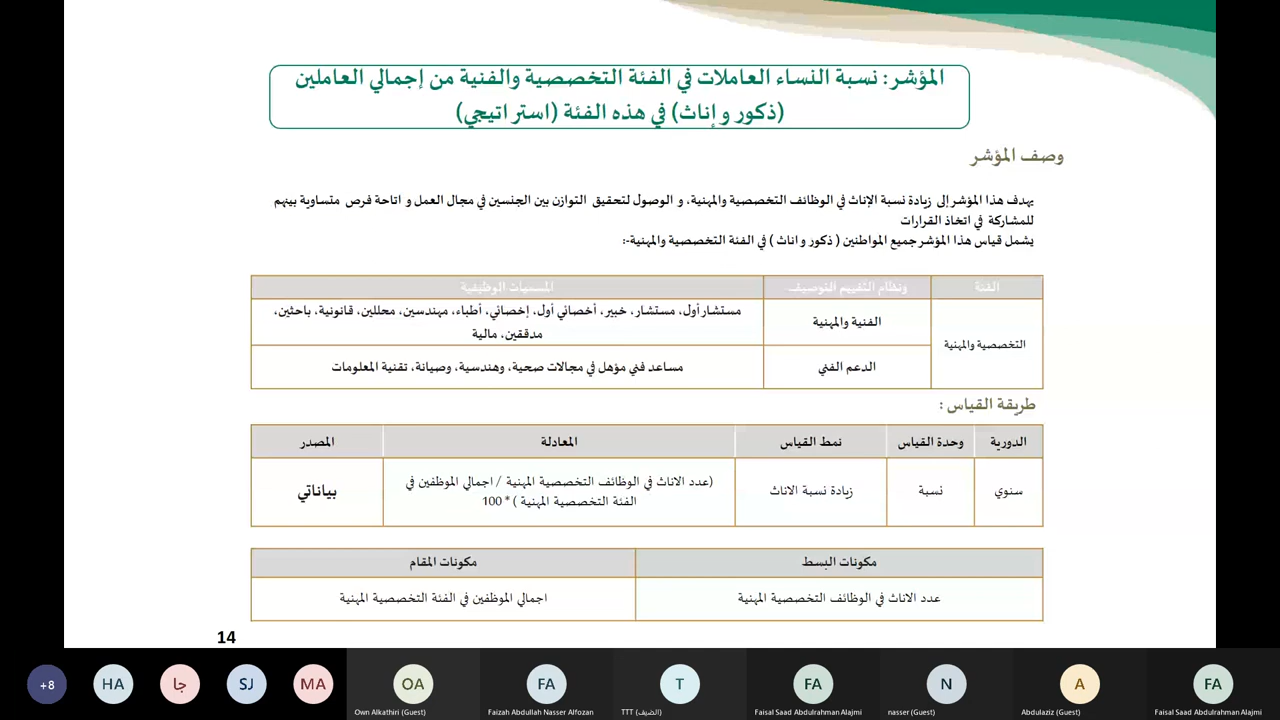 المؤشر: نسبة النساء العاملات في الفئة التخصصية والفنية من إجمالي العاملين
(ذكور وإناث) في هذه الفئة (استراتيجي)
وصف المؤشر
يهدف هذا المؤشر إلى زيادة نسبة الإناث في الوظائف التخصصية والمهنية، و الوصول لتحقيق التوازن بين الجنسين في مجال العمل و اتاحة فرص متساوية بينهم
للمشاركة في اتخاذ القرارات
يشمل قياس هذا المؤشر جميع المواطنين ( ذكور و اناث ) في الفئة التخصصية والمهنية:-
الفئة
ونظام التقييم التوصيف
المسميات الوظيفية
التخصصية والمهنية
الفنية والمهنية
مستشار أول، مستشار، خبير، أخصائي أول، إخصائي، أطباء، مهندسين، محللين، قانونية، باحثين،
مدققين، مالية
الدعم الفني
مساعد فني مؤهل في مجالات صحية، وهندسية، وصيانة، تقنية المعلومات
طريقة القياس :
الدورية
وحدة القياس
نمط القياس
المعادلة
المصدر
سنوي
نسبة
زيادة نسبة الاناث
(عدد الاناث في الوظائف التخصصية المهنية / اجمالي الموظفين في
الفئة التخصصية المهنية ) * 100
بياناتي
مكونات البسط
مكونات المقام
عدد الاناث في الوظائف التخصصية المهنية
اجمالي الموظفين في الفئة التخصصية المهنية
14
+8
HA
جا
SJ
MA
OA
FA
T
FA
N
A
FA
Own Alkathiri (Guest)
Faizah Abdullah Nasser Alfozan
TTT (الضيف)
Faisal Saad Abdulrahman Alajmi
nasser (Guest)
Abdulaziz (Guest)
Faisal Saad Abdulrahman Alajmi